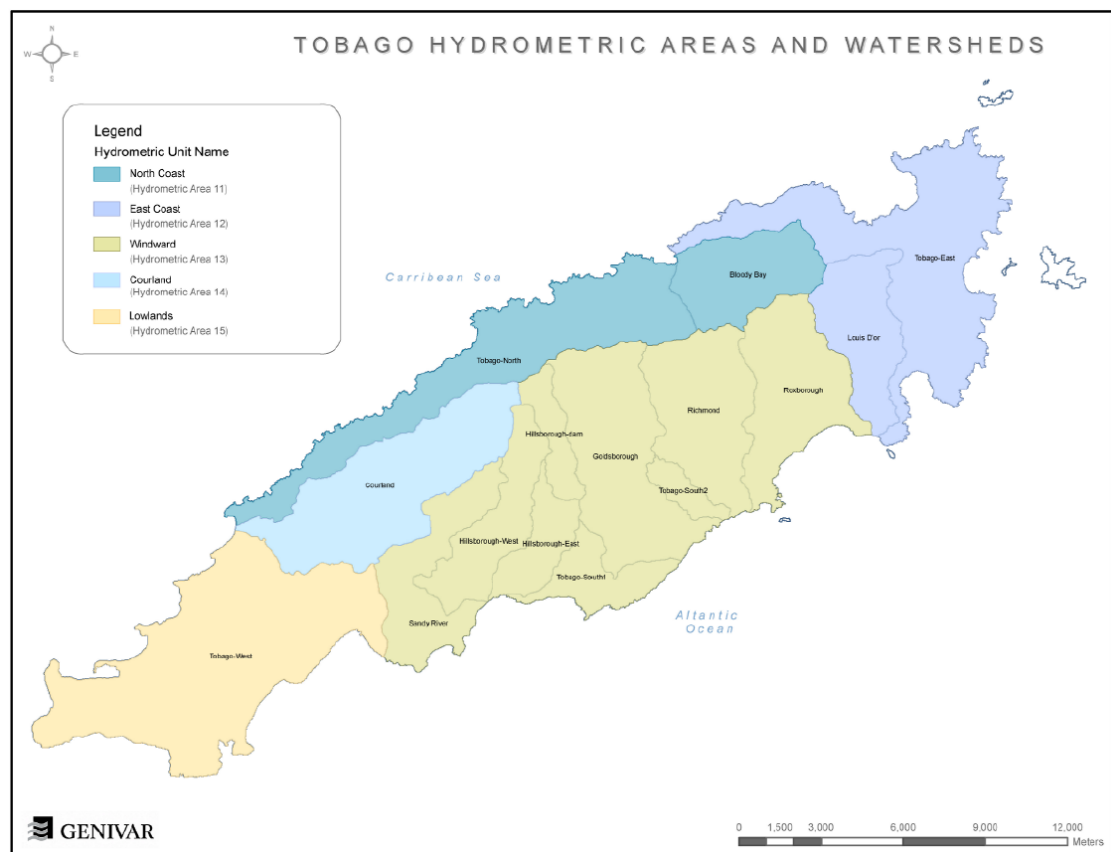 N
W E
S
TOBAGO HYDROMETRIC AREAS AND WATERSHEDS
Legend
Hydrometric Unit Name
North Coast
(Hydrometric Area 11)
East Coast
(Hydrometric Area 12)
Windward
(Hydrometric Area 13)
Courland
(Hydrometric Area 14)
Lowlands
(Hydrometric Area 15)
Carribean Sea
Bloody Bay
Tobago-East
Louis D'or
Tobago-North
Roxborough
Richmond
Hillsborough-dam
Godsborough
Courland
Tobago-South2
Hillsborough-West
Hillsborough-East
Tobago-South1
Sandy River
Altantic
Ocean
Tobago-West
GENIVAR
0 1,500 3,000 6,000 9,000 12,000
Meters